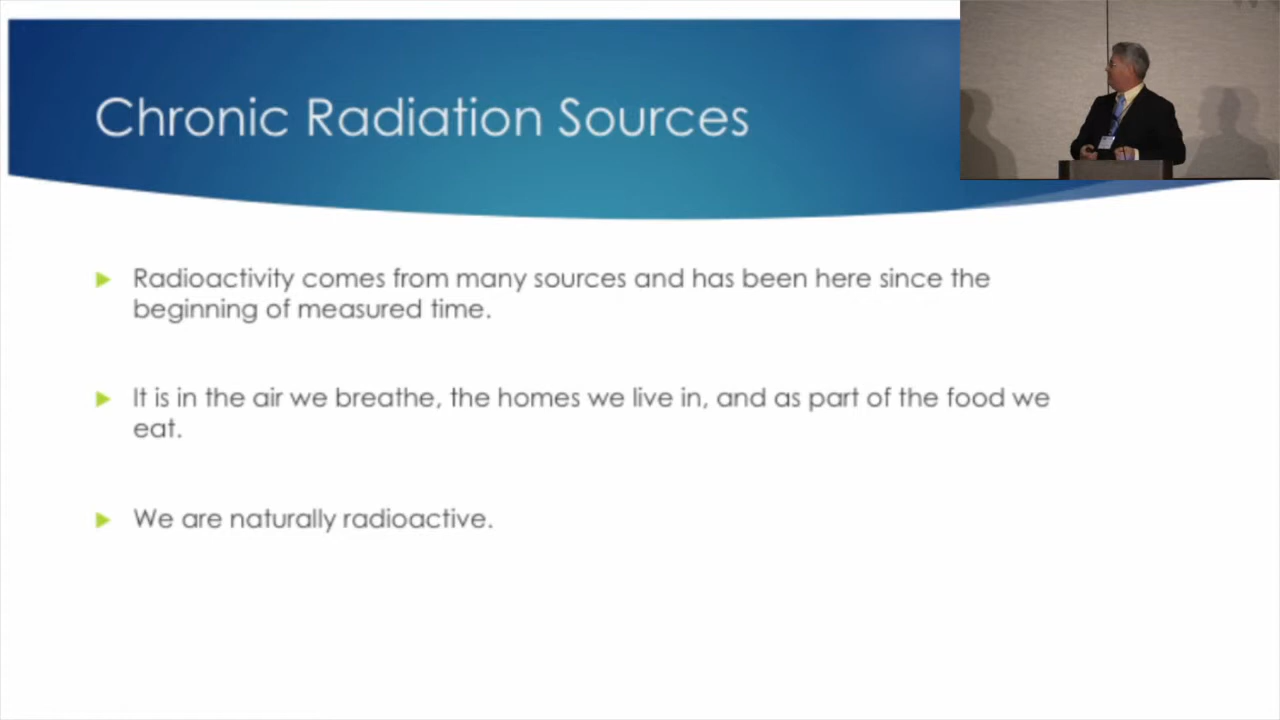 Chronic Radiation Sources
Radioactivity comes from many sources and has been here since the
beginning of measured time.
It is in the air we breathe, the homes we live in, and as part of the food we
eat.
We are naturally radioactive.